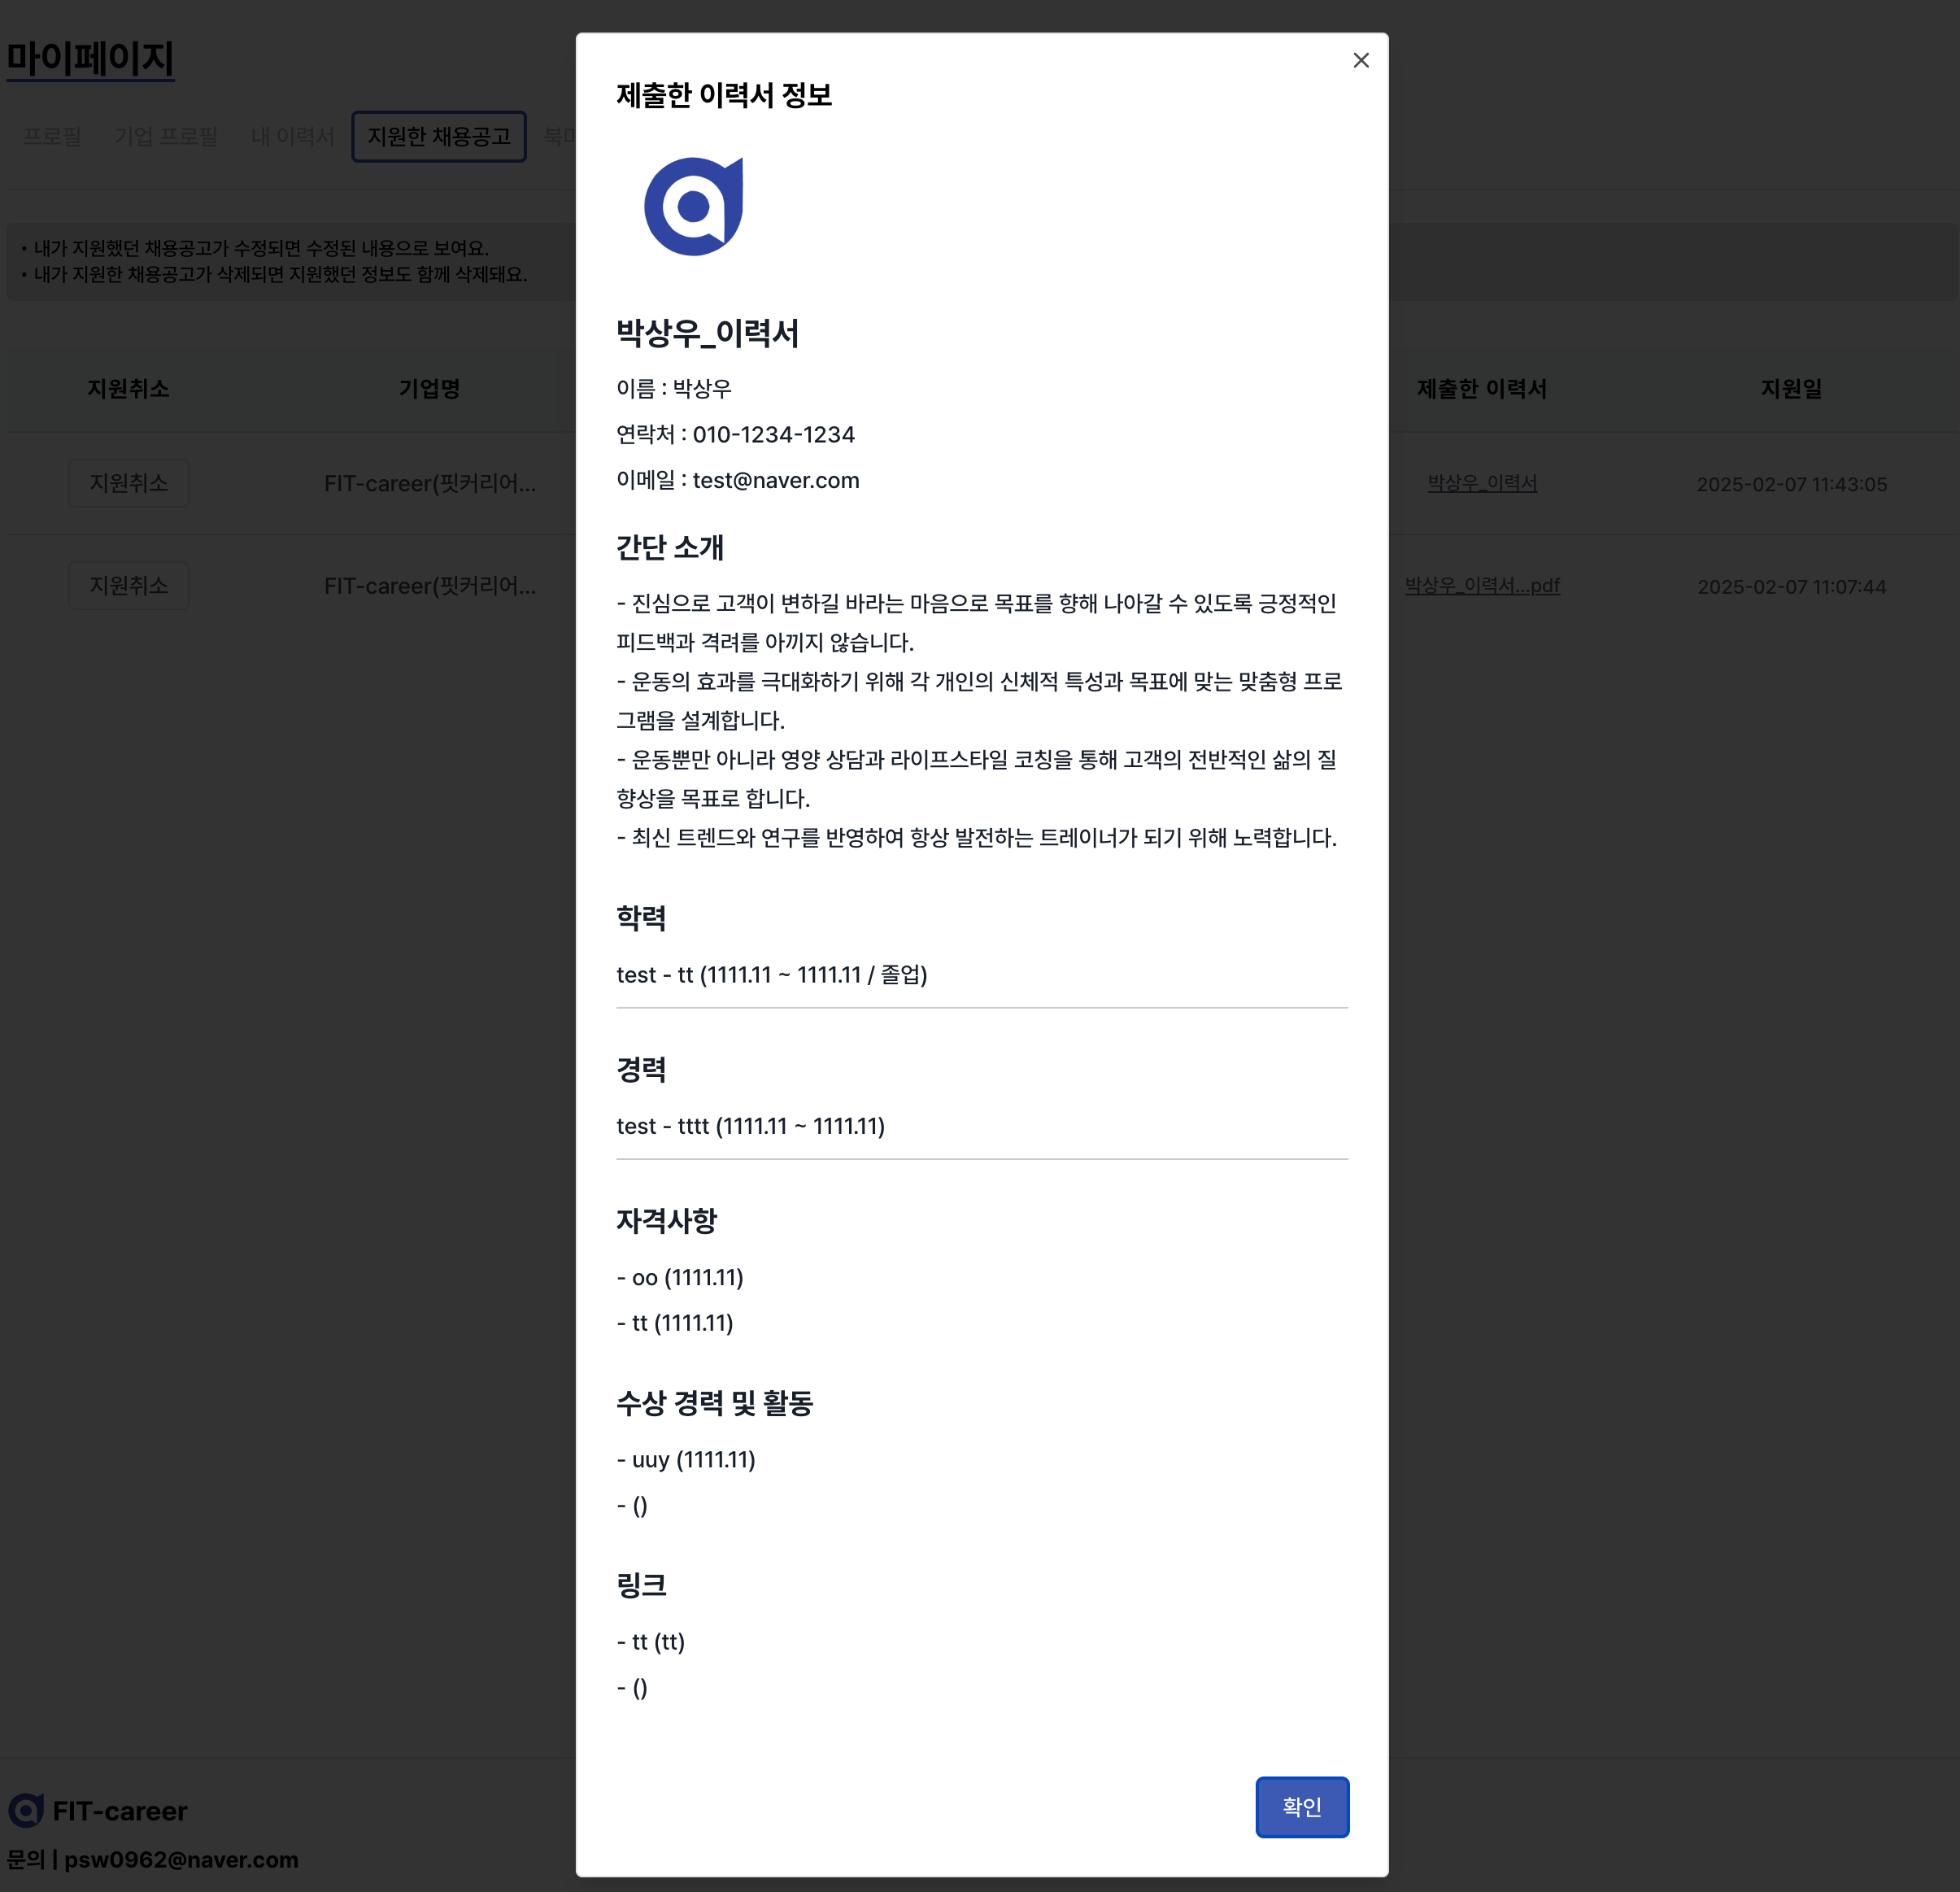 마이페이지
프로필 기업 프로필 내 이력서 지원한 채용공고
• 내가 지원했던 채용공고가 수정되면 수정된 내용으로 보여요.
• 내가 지원한 채용공고가 삭제되면 지원했던 정보도 함께 삭제돼요.
지원취소 기업명 제출한 이력서 지원일
지원취소 FIT-career(핏커리어... 박상우_이력서 2025-02-07 11:43:05
지원취소 FIT-career(핏커리어... 박상우_이력서...pdf 2025-02-07 11:07:44
제출한 이력서 정보
박상우_이력서
이름 : 박상우
연락처 : 010-1234-1234
이메일 : test@naver.com
간단 소개
- 진심으로 고객이 변하길 바라는 마음으로 목표를 향해 나아갈 수 있도록 긍정적인
피드백과 격려를 아끼지 않습니다.
- 운동의 효과를 극대화하기 위해 각 개인의 신체적 특성과 목표에 맞는 맞춤형 프로
그램을 설계합니다.
- 운동뿐만 아니라 영양 상담과 라이프스타일 코칭을 통해 고객의 전반적인 삶의 질
향상을 목표로 합니다.
- 최신 트렌드와 연구를 반영하여 항상 발전하는 트레이너가 되기 위해 노력합니다.
학력
test - tt (1111.11 ~ 1111.11 / 졸업)
경력
test - tttt (1111.11 ~ 1111.11)
자격사항
- oo (1111.11)
- tt (1111.11)
수상 경력 및 활동
- uuy (1111.11)
- ()
링크
- tt (tt)
- ()
확인
FIT-career
문의 | psw0962@naver.com